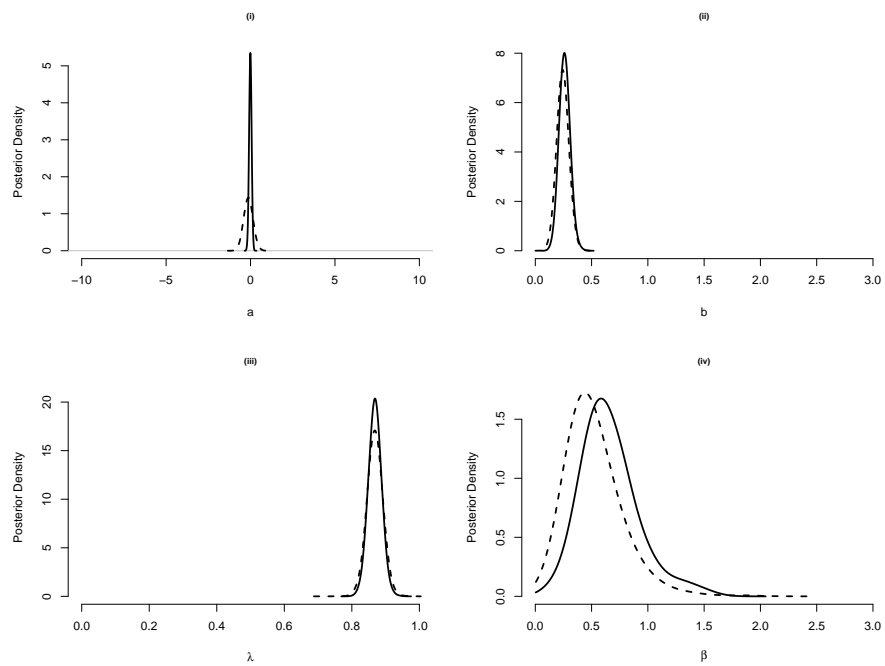 (i)
Posterior Density
0 1 2 3 4 5
−10 −5 0 5 10
a
(ii)
Posterior Density
0 2 4 6 8
0.0 0.5 1.0 1.5 2.0 2.5 3.0
b
(iii)
Posterior Density
0 5 10 15 20
0.0 0.2 0.4 0.6 0.8 1.0
λ
(iv)
Posterior Density
0.0 0.5 1.0 1.5
0.0 0.5 1.0 1.5 2.0 2.5 3.0
β